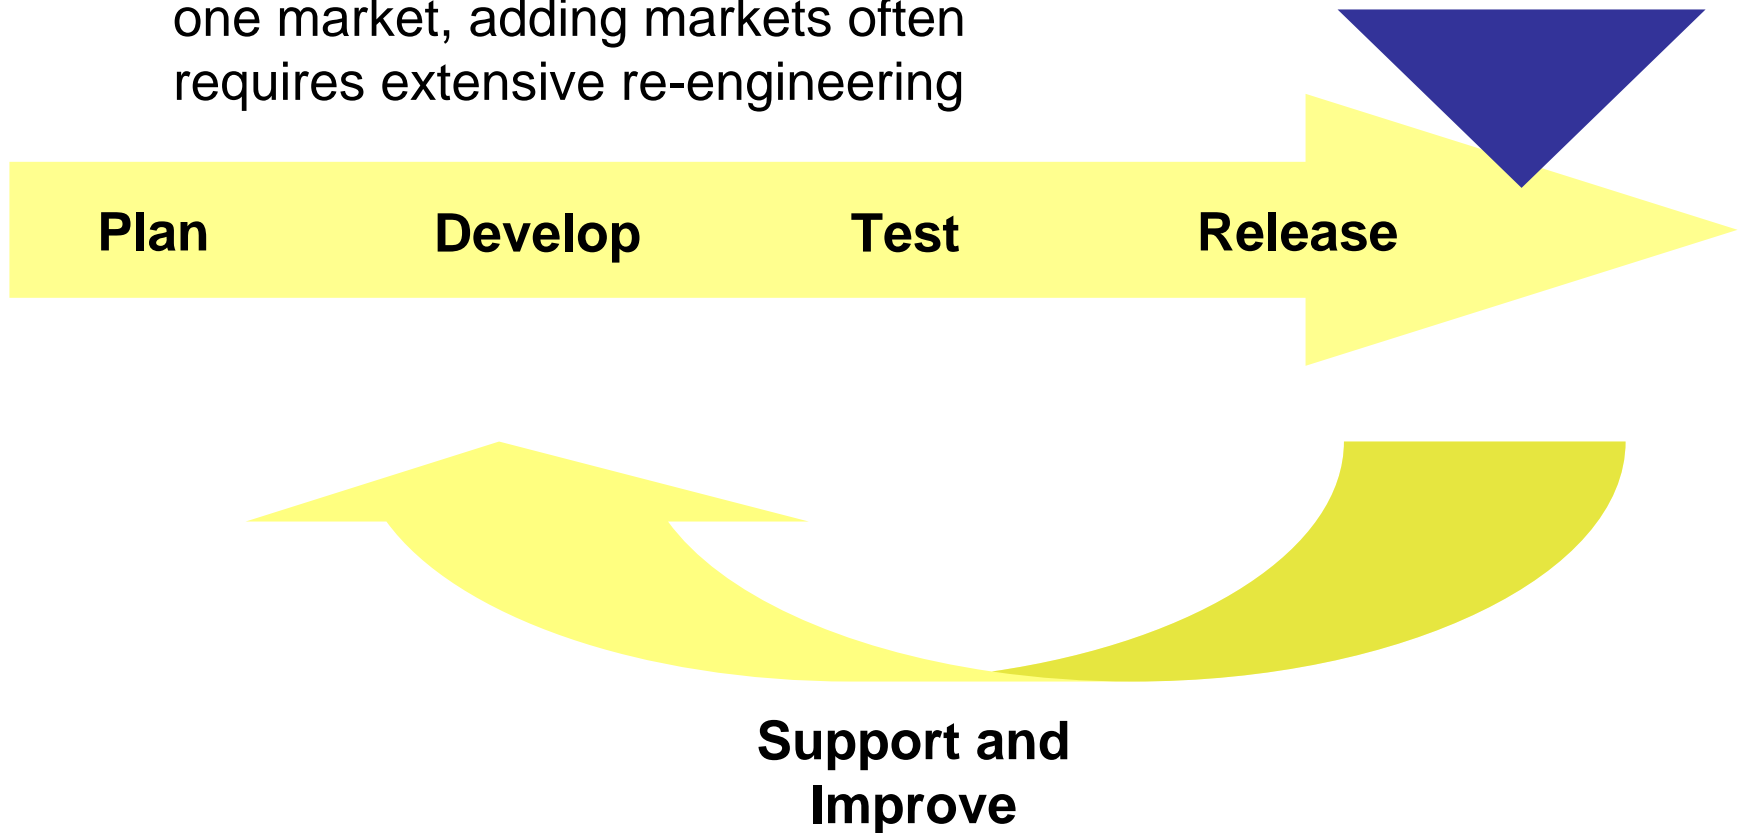 one market, adding markets often
requires extensive re-engineering
Plan Develop Test Release
Support and
Improve